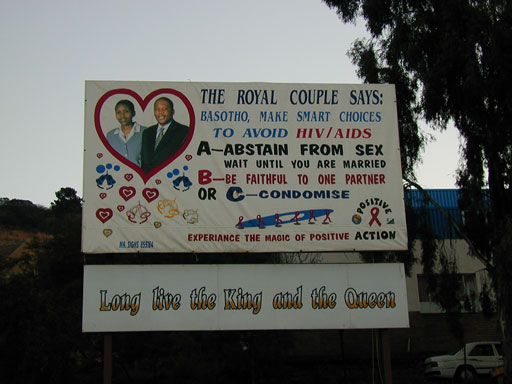 THE ROYAL COUPLE SAYS:
BASOTHO, MAKE SMART CHOICES
TO AVOID HIV/AIDS
A-ABSTAIN FROM SEX
WAIT UNTIL YOU ARE MARRIED
B-BE FAITHFUL TO ONE PARTNER
OR C-CONDOMISE
POSITIVE
EXPERIANCE THE MAGIC OF POSITIVE ACTION
Long live the King and the Queen